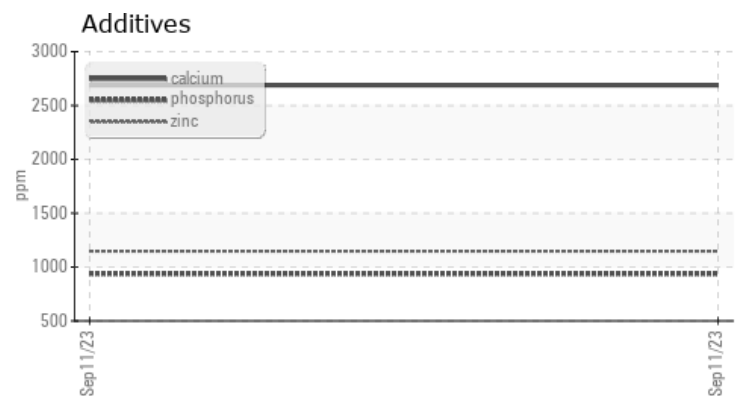 Additives
3000
2500
2000
1500
1000
500
ppm
calcium
phosphorus
zinc
Sep11/23
Sep11/23